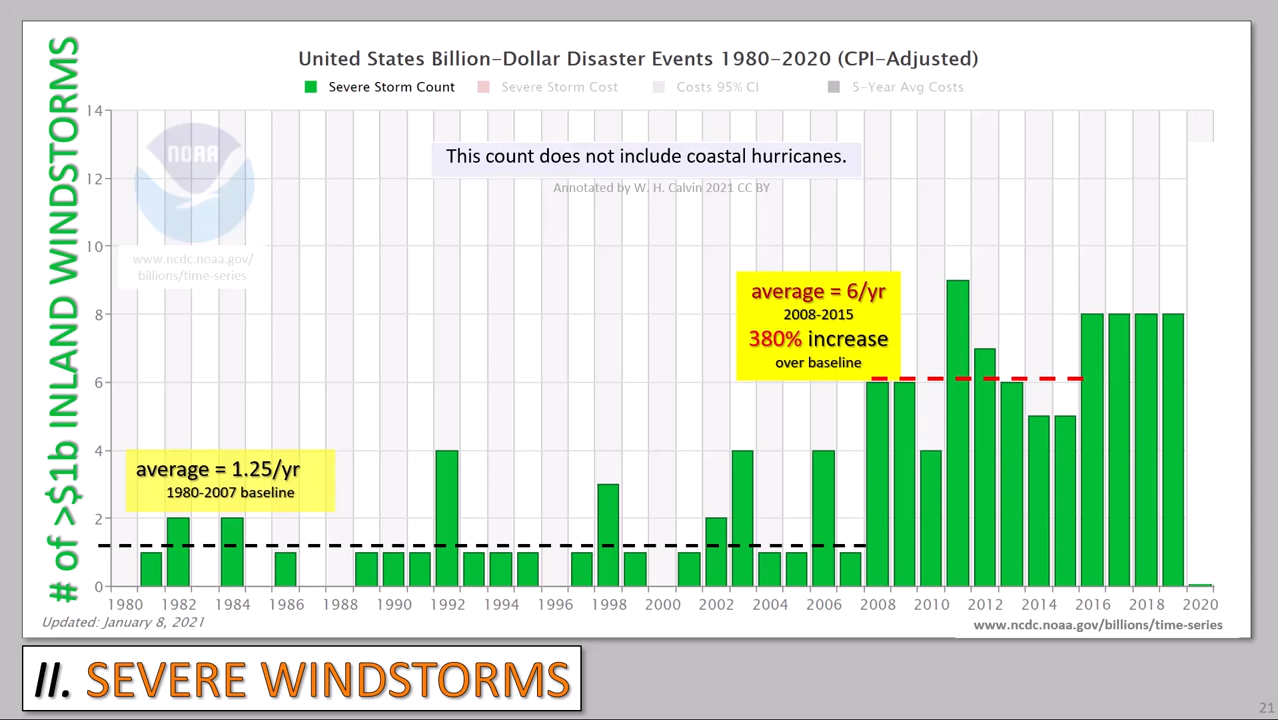 # of >$1b INLAND WINDSTORMS
United States Billion-Dollar Disaster Events 1980-2020 (CPI-Adjusted)
Severe Storm Count Severe Storm Cost Costs 95% CI 5-Year Avg Costs
14
12
10
8
6
4
2
0
NOAA
www.ncdc.noaa.gov/
billions/time-series
This count does not include coastal hurricanes.
Annotated by W. H. Calvin 2021 CC BY
average = 6/yr
2008-2015
380% increase
over baseline
average = 1.25/yr
1980-2007 baseline
1980 1982 1984 1986 1988 1990 1992 1994 1996 1998 2000 2002 2004 2006 2008 2010 2012 2014 2016 2018 2020
Updated: January 8, 2021
www.ncdc.noaa.gov/billions/time-series
II. SEVERE WINDSTORMS
21